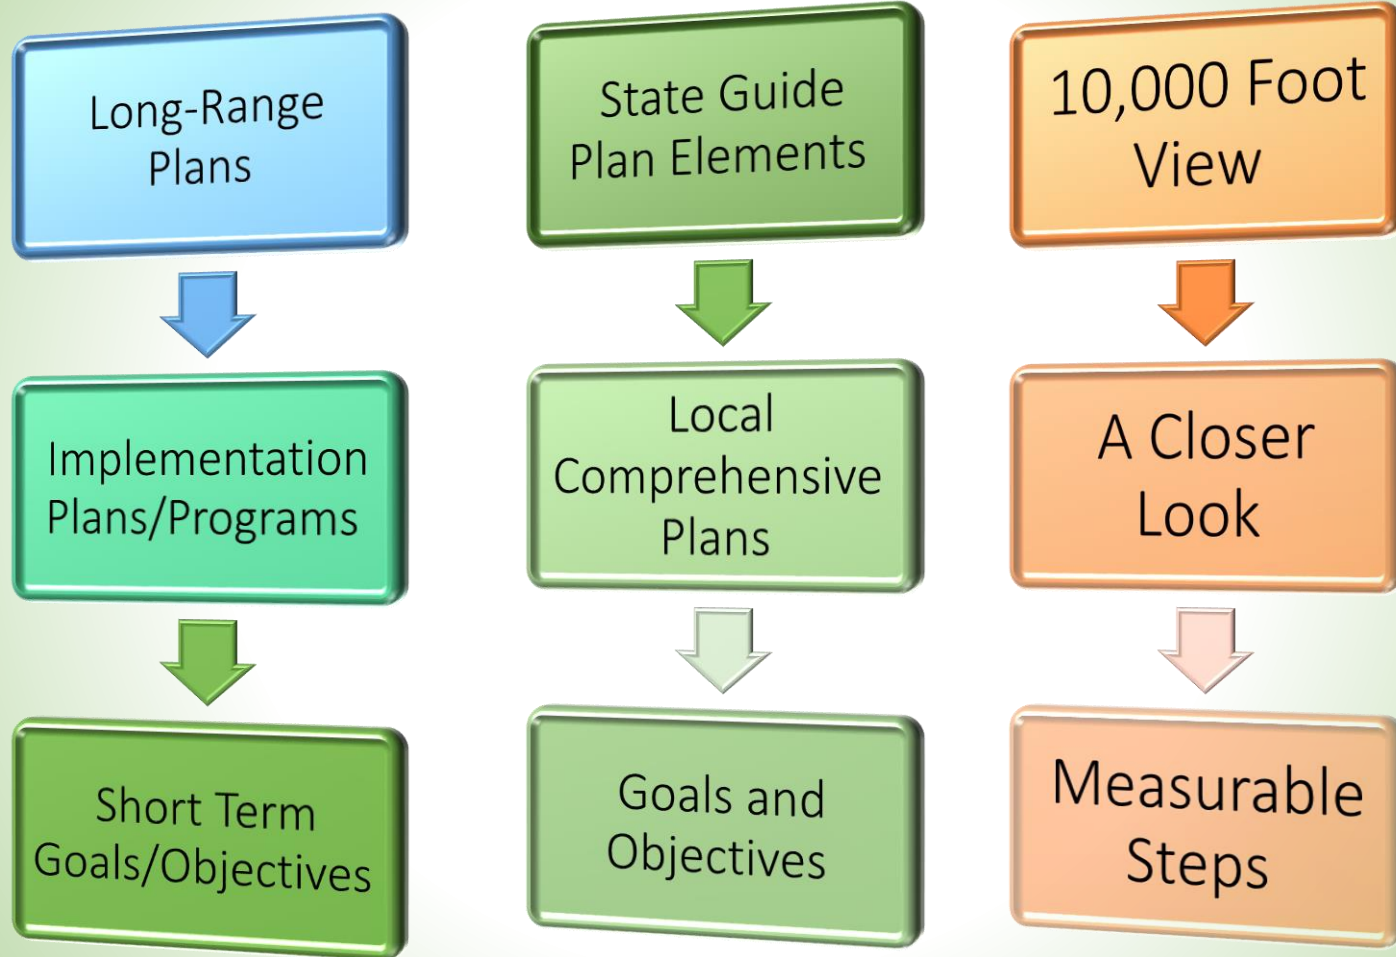 Long-Range
Plans
Implementation
Plans/Programs
Short Term
Goals/Objectives
State Guide
Plan Elements
Local
Comprehensive
Plans
Goals and
Objectives
10,000 Foot
View
A Closer
Look
Measurable
Steps